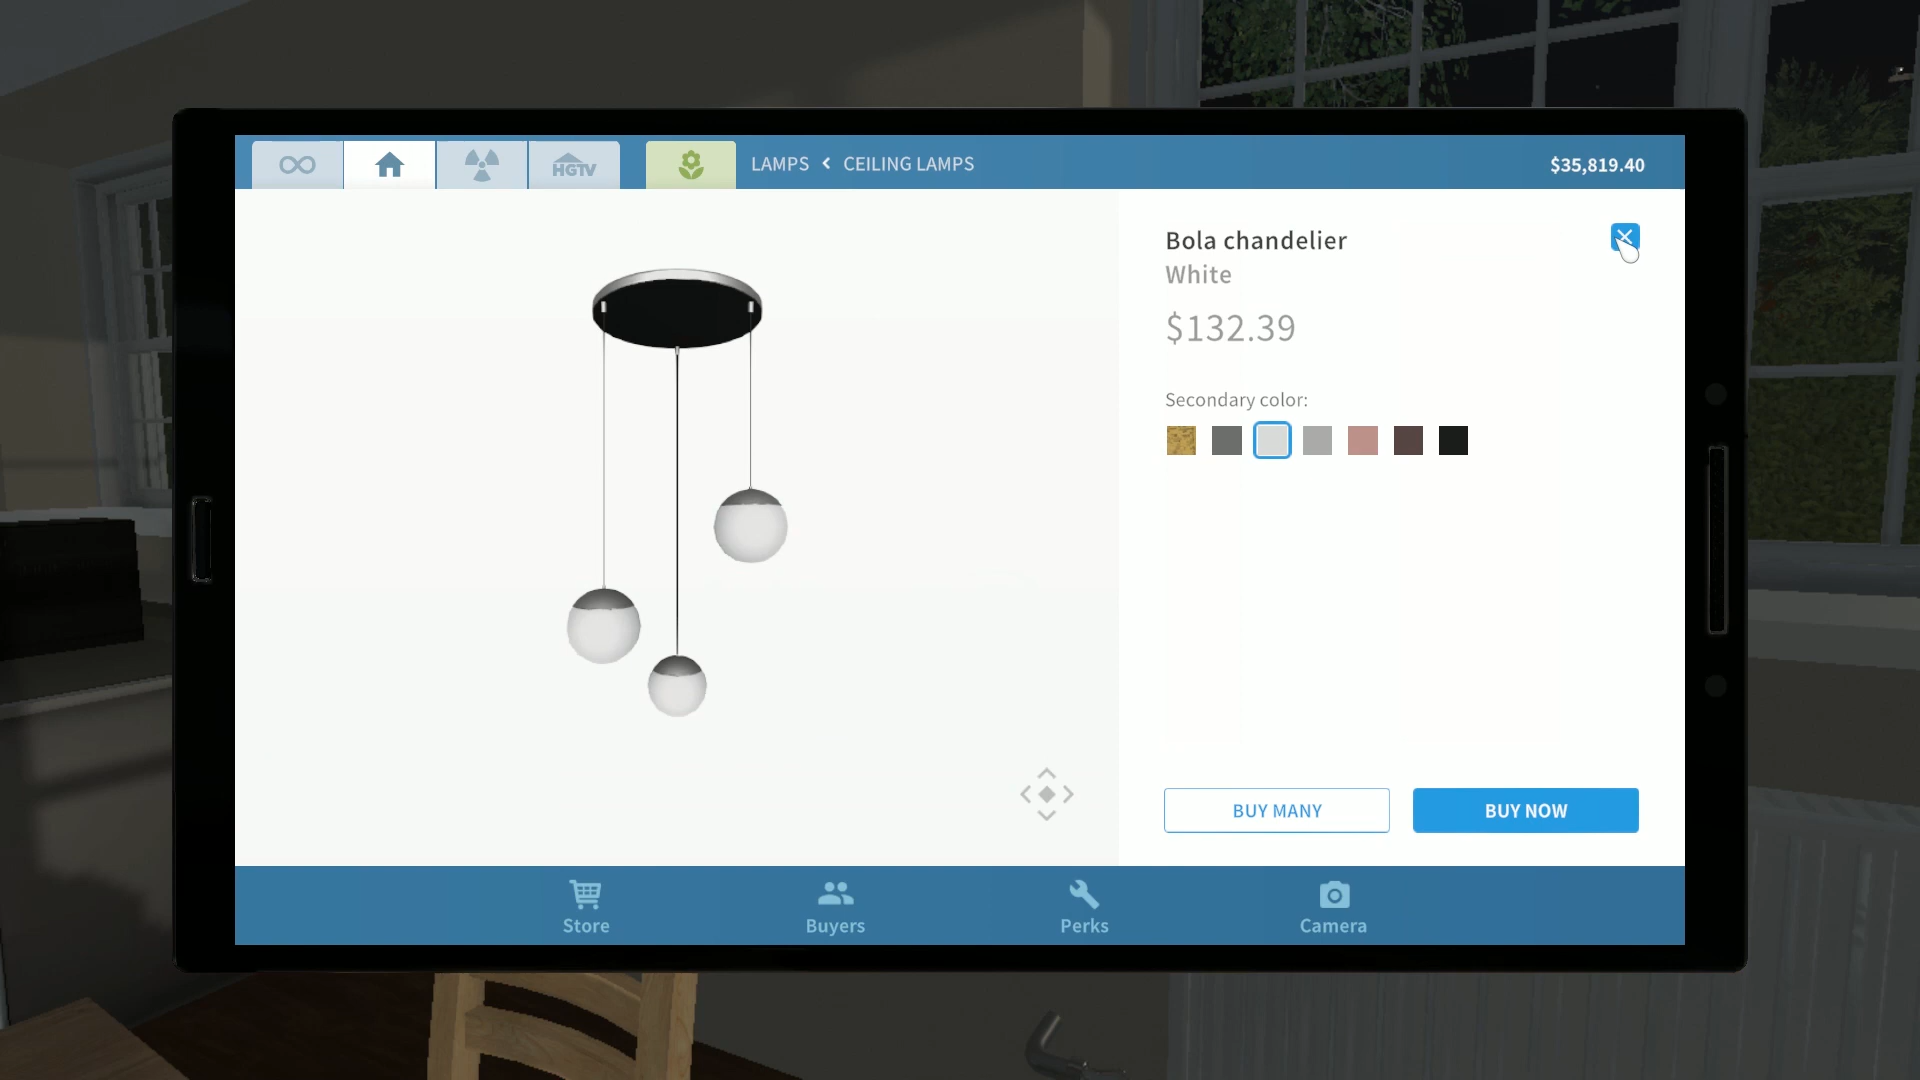 HGTV
LAMPS < CEILING LAMPS
$35,819.40
Bola chandelier
White
$132.39
Secondary color:
BUY MANY
BUY NOW
Store
Buyers
Perks
Camera